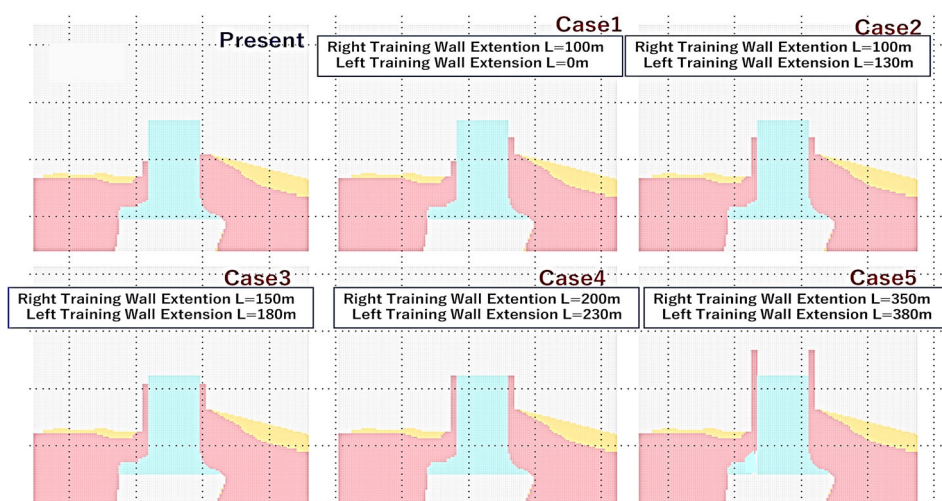 Present
Case1
Right Training Wall Extention L=100m
Left Training Wall Extension L=0m
Case2
Right Training Wall Extention L=100m
Left Training Wall Extension L=130m
Case3
Right Training Wall Extention L=150m
Left Training Wall Extension L=180m
Case4
Right Training Wall Extention L=200m
Left Training Wall Extension L=230m
Case5
Right Training Wall Extention L=350m
Left Training Wall Extension L=380m